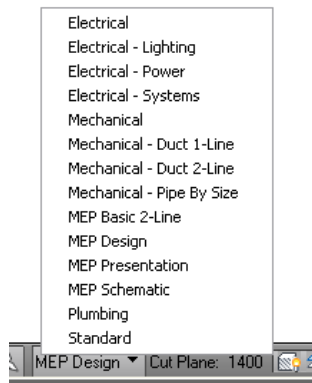 Electrical
Electrical - Lighting
Electrical - Power
Electrical - Systems
Mechanical
Mechanical - Duct 1-Line
Mechanical - Duct 2-Line
Mechanical - Pipe By Size
MEP Basic 2-Line
MEP Design
MEP Presentation
MEP Schematic
Plumbing
Standard
MEP Design Cut Plane: 1400